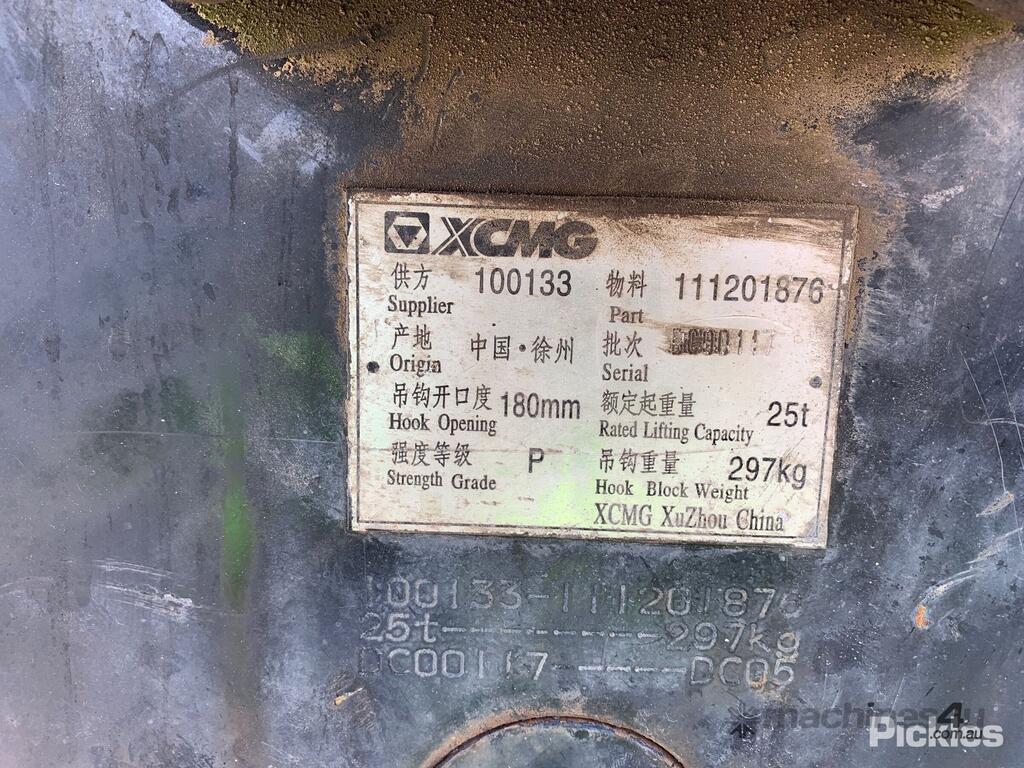 XCMG
供方 100133 物料 111201876
Supplier Part
产地 中国·徐州 批次 DC00117
Origin Serial
吊钩开口度 180mm 额定起重量 25t
Hook Opening Rated Lifting Capacity
强度等级 P 吊钩重量 297kg
Strength Grade Hook Block Weight
XCMG XuZhou China
100133-111201876
25t---------297kg
DC00117-----DC05
machines4u
.com.au
Pickles